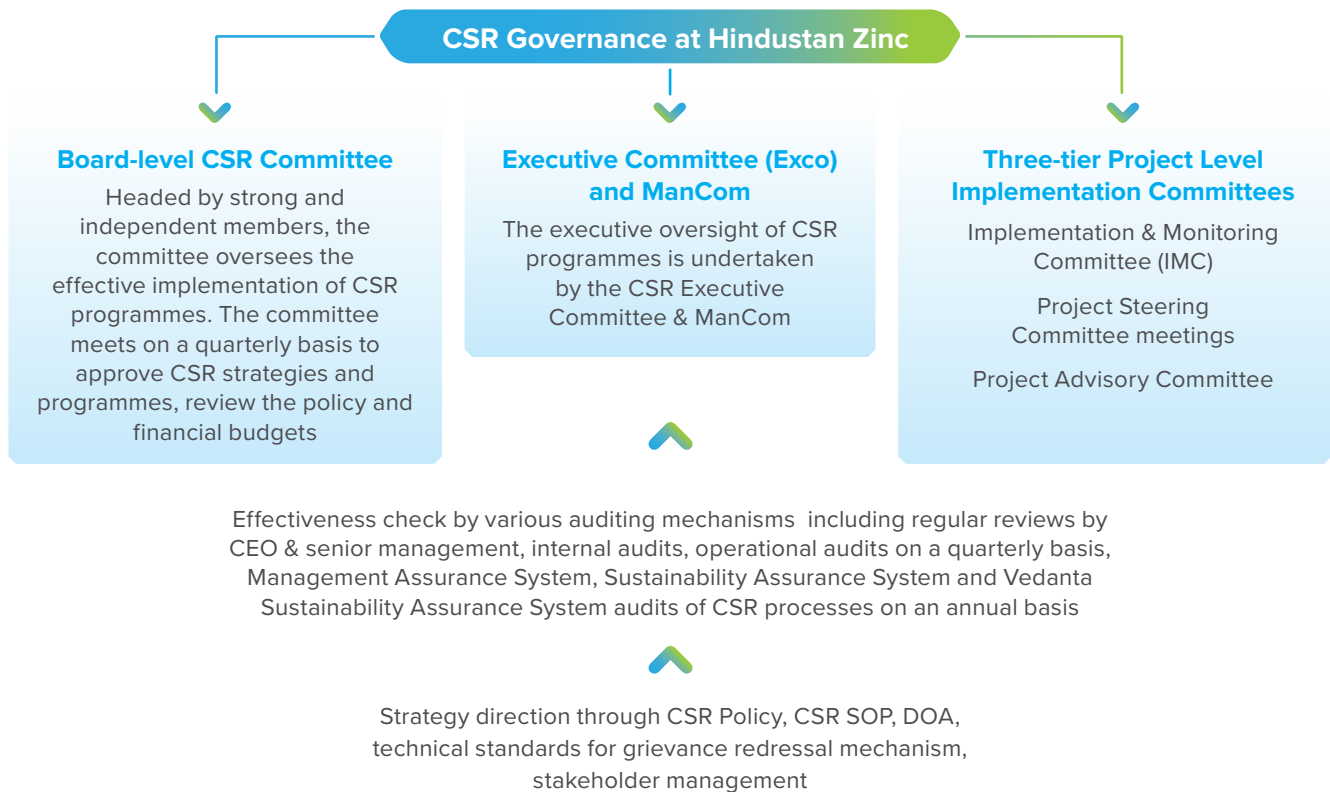 CSR Governance at Hindustan Zinc
Board-level CSR Committee
Headed by strong and
independent members, the
committee oversees the
effective implementation of CSR
programmes. The committee
meets on a quarterly basis to
approve CSR strategies and
programmes, review the policy and
financial budgets
Executive Committee (Exco)
and ManCom
The executive oversight of CSR
programmes is undertaken
by the CSR Executive
Committee & ManCom
Three-tier Project Level
Implementation Committees
Implementation & Monitoring
Committee (IMC)
Project Steering
Committee meetings
Project Advisory Committee
Effectiveness check by various auditing mechanisms including regular reviews by
CEO & senior management, internal audits, operational audits on a quarterly basis,
Management Assurance System, Sustainability Assurance System and Vedanta
Sustainability Assurance System audits of CSR processes on an annual basis
Strategy direction through CSR Policy, CSR SOP, DOA,
technical standards for grievance redressal mechanism,
stakeholder management